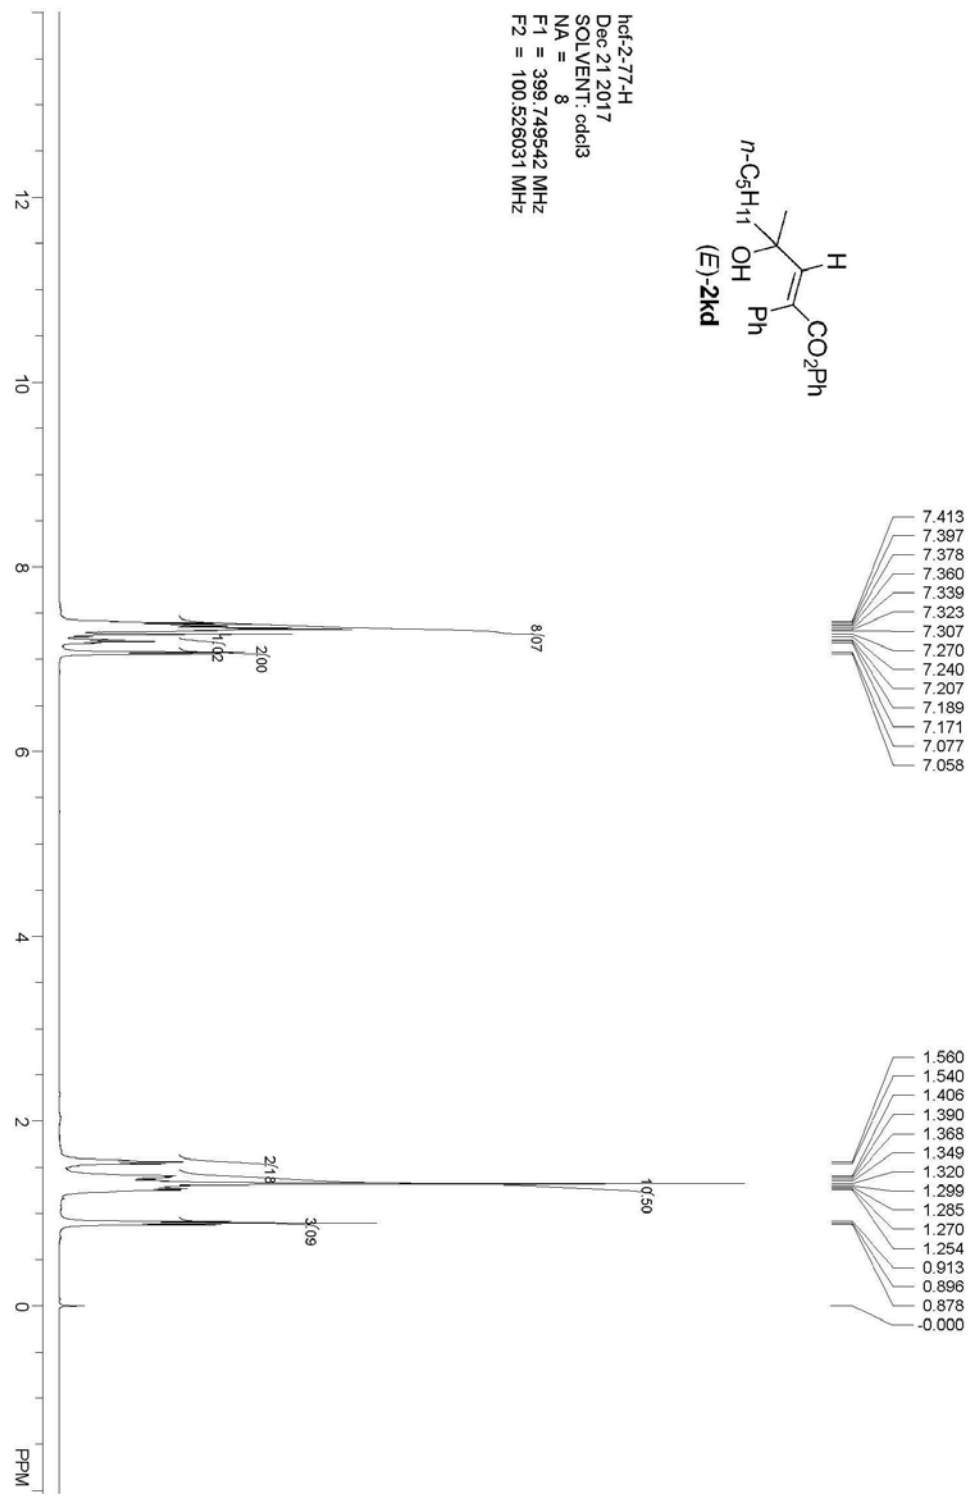 hcf-2-77-H
Dec 21 2017
SOLVENT: cdcl3
NA = 8
F1 = 399.749542 MHz
F2 = 100.526031 MHz
H
CO₂Ph
n-C₅H₁₁
OH
Ph
(E)-2kd
7.413
7.397
7.378
7.360
7.339
7.323
7.307
7.270
7.240
7.207
7.189
7.171
7.077
7.058
1.560
1.540
1.406
1.390
1.368
1.349
1.320
1.299
1.285
1.270
1.254
0.913
0.896
0.878
-0.000
8.07
1.02
2.00
2.18
10.50
3.09
12 10 8 6 4 2 0 PPM